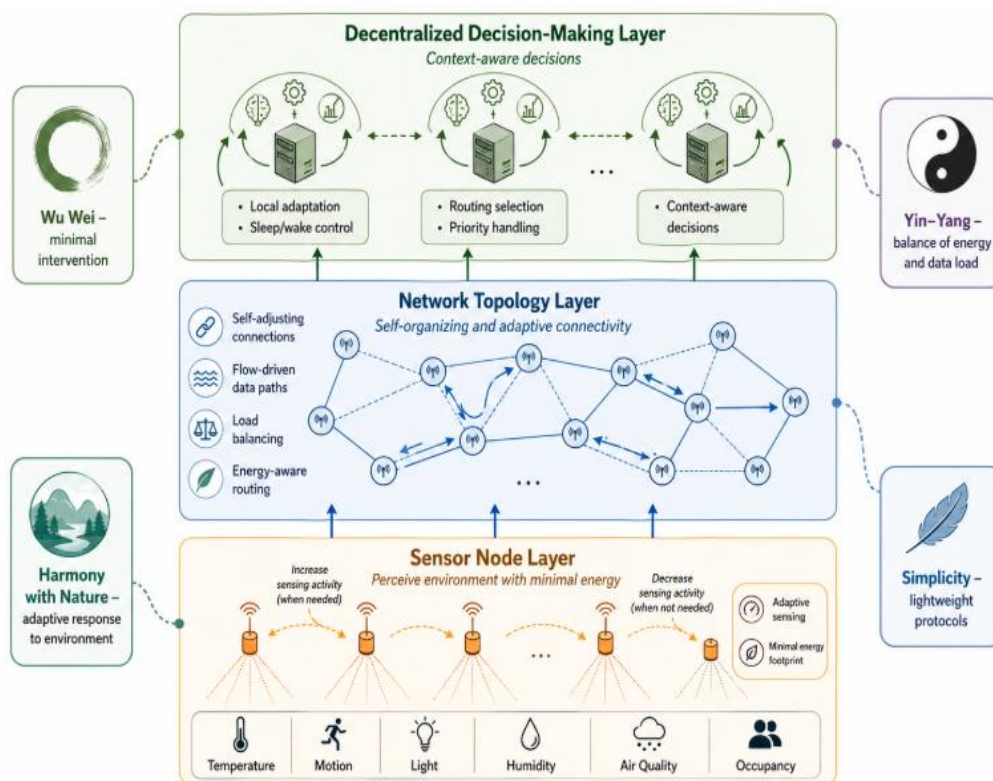 Decentralized Decision-Making Layer
Context-aware decisions
• Local adaptation
• Sleep/wake control
• Routing selection
• Priority handling
...
• Context-aware
decisions
Wu Wei –
minimal
intervention
Yin–Yang –
balance of energy
and data load
Network Topology Layer
Self-organizing and adaptive connectivity
Self-adjusting
connections
Flow-driven
data paths
Load
balancing
Energy-aware
routing
...
Harmony
with Nature –
adaptive response
to environment
Simplicity –
lightweight
protocols
Sensor Node Layer
Perceive environment with minimal energy
Increase
sensing activity
(when needed)
Decrease
sensing activity
(when not needed)
...
Adaptive
sensing
Minimal energy
footprint
Temperature
Motion
Light
Humidity
Air Quality
Occupancy